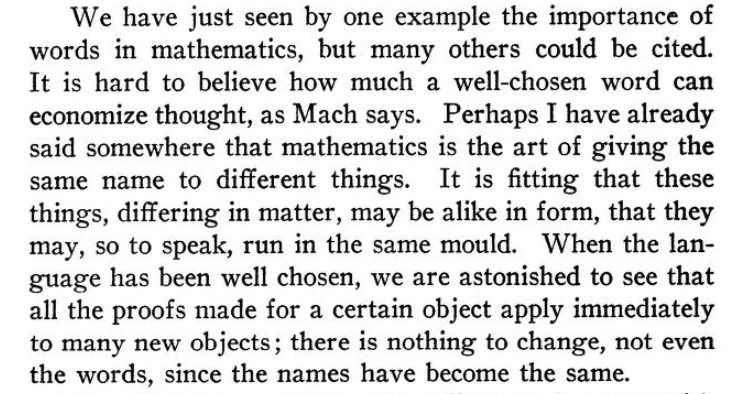 We have just seen by one example the importance of
words in mathematics, but many others could be cited.
It is hard to believe how much a well-chosen word can
economize thought, as Mach says. Perhaps I have already
said somewhere that mathematics is the art of giving the
same name to different things. It is fitting that these
things, differing in matter, may be alike in form, that they
may, so to speak, run in the same mould. When the lan-
guage has been well chosen, we are astonished to see that
all the proofs made for a certain object apply immediately
to many new objects; there is nothing to change, not even
the words, since the names have become the same.